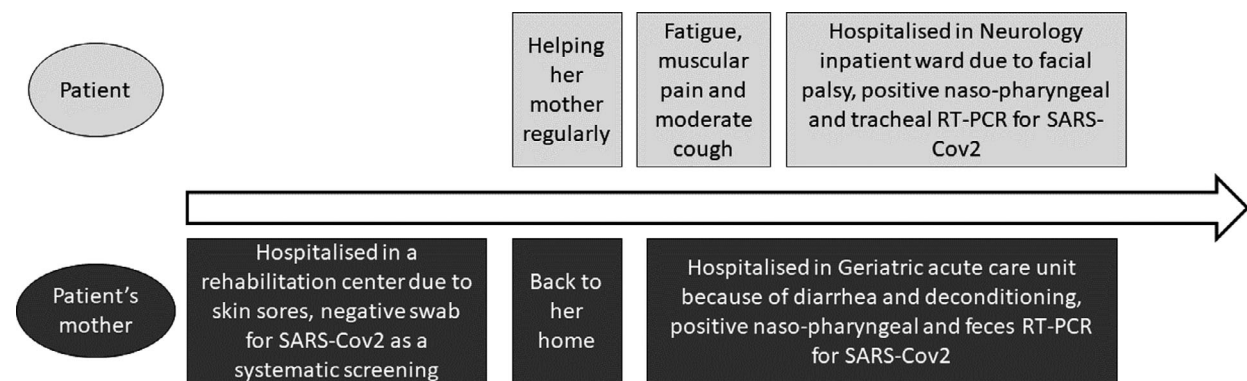 Patient
Helping
her
mother
regularly
Fatigue,
muscular
pain and
moderate
cough
Hospitalised in Neurology
inpatient ward due to facial
palsy, positive naso-pharyngeal
and tracheal RT-PCR for SARS-
Cov2
Patient's
mother
Hospitalised in a
rehabilitation center due to
skin sores, negative swab
for SARS-Cov2 as a
systematic screening
Back to
her
home
Hospitalised in Geriatric acute care unit
because of diarrhea and deconditioning,
positive naso-pharyngeal and feces RT-PCR
for SARS-Cov2